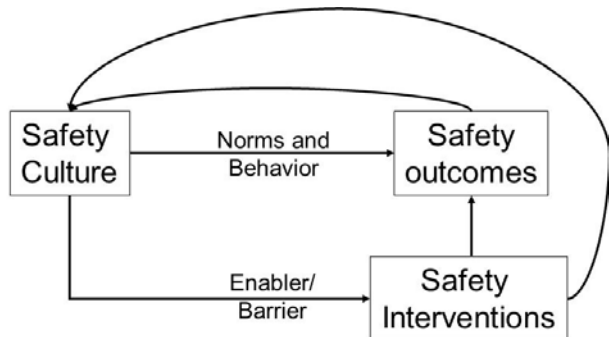 Safety
Culture
Norms and
Behavior
Safety
outcomes
Enabler/
Barrier
Safety
Interventions